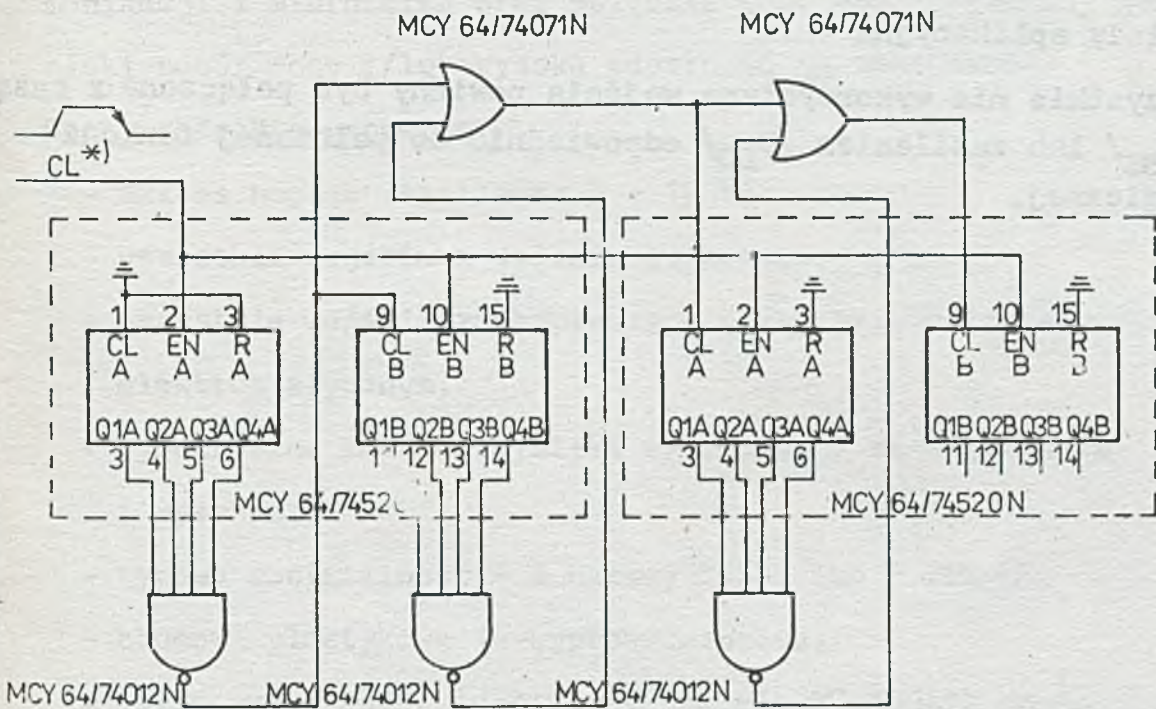 MCY 64/74071N
MCY 64/74071N
CL *)
1 2 3
CL A EN A R A
Q1A Q2A Q3A Q4A
3 4 5 6
9 10 15
CL B EN B R B
Q1B Q2B Q3B Q4B
12 13 14
MCY 64/7452
1 2 3
CL A EN A R A
Q1A Q2A Q3A Q4A
3 4 5 6
9 10 15
CL B EN B R B
Q1B Q2B Q3B Q4B
11 12 13 14
MCY 64/74520N
MCY 64/74012N
MCY 64/74012N
MCY 64/74012N